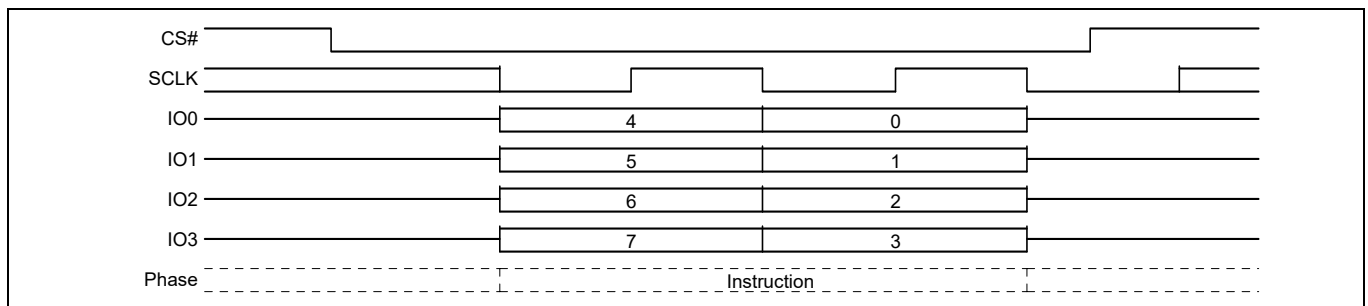 CS#
SCLK
IO0 4 0
IO1 5 1
IO2 6 2
IO3 7 3
Phase Instruction